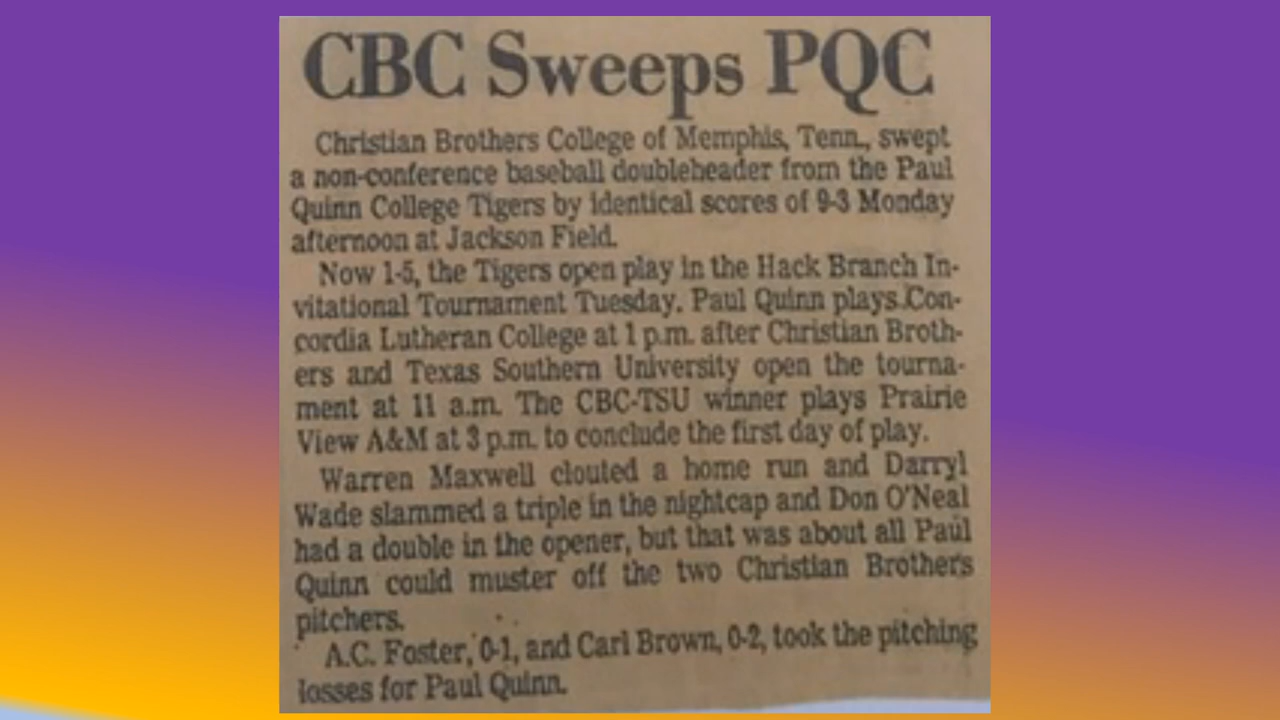 CBC Sweeps PQC
Christian Brothers College of Memphis, Tenn., swept
a non-conference baseball doubleheader from the Paul
Quinn College Tigers by identical scores of 9-3 Monday
afternoon at Jackson Field.
Now 1-5, the Tigers open play in the Hack Branch In-
vitational Tournament Tuesday. Paul Quinn plays Con-
cordia Lutheran College at 1 p.m. after Christian Broth-
ers and Texas Southern University open the tourna-
ment at 11 a.m. The CBC-TSU winner plays Prairie
View A&M at 3 p.m. to conclude the first day of play.
Warren Maxwell clouted a home run and Darryl
Wade slammed a triple in the nightcap and Don O'Neal
had a double in the opener, but that was about all Paul
Quinn could muster off the two Christian Brothers
pitchers.
A.C. Foster, 0-1, and Carl Brown, 0-2, took the pitching
losses for Paul Quinn.